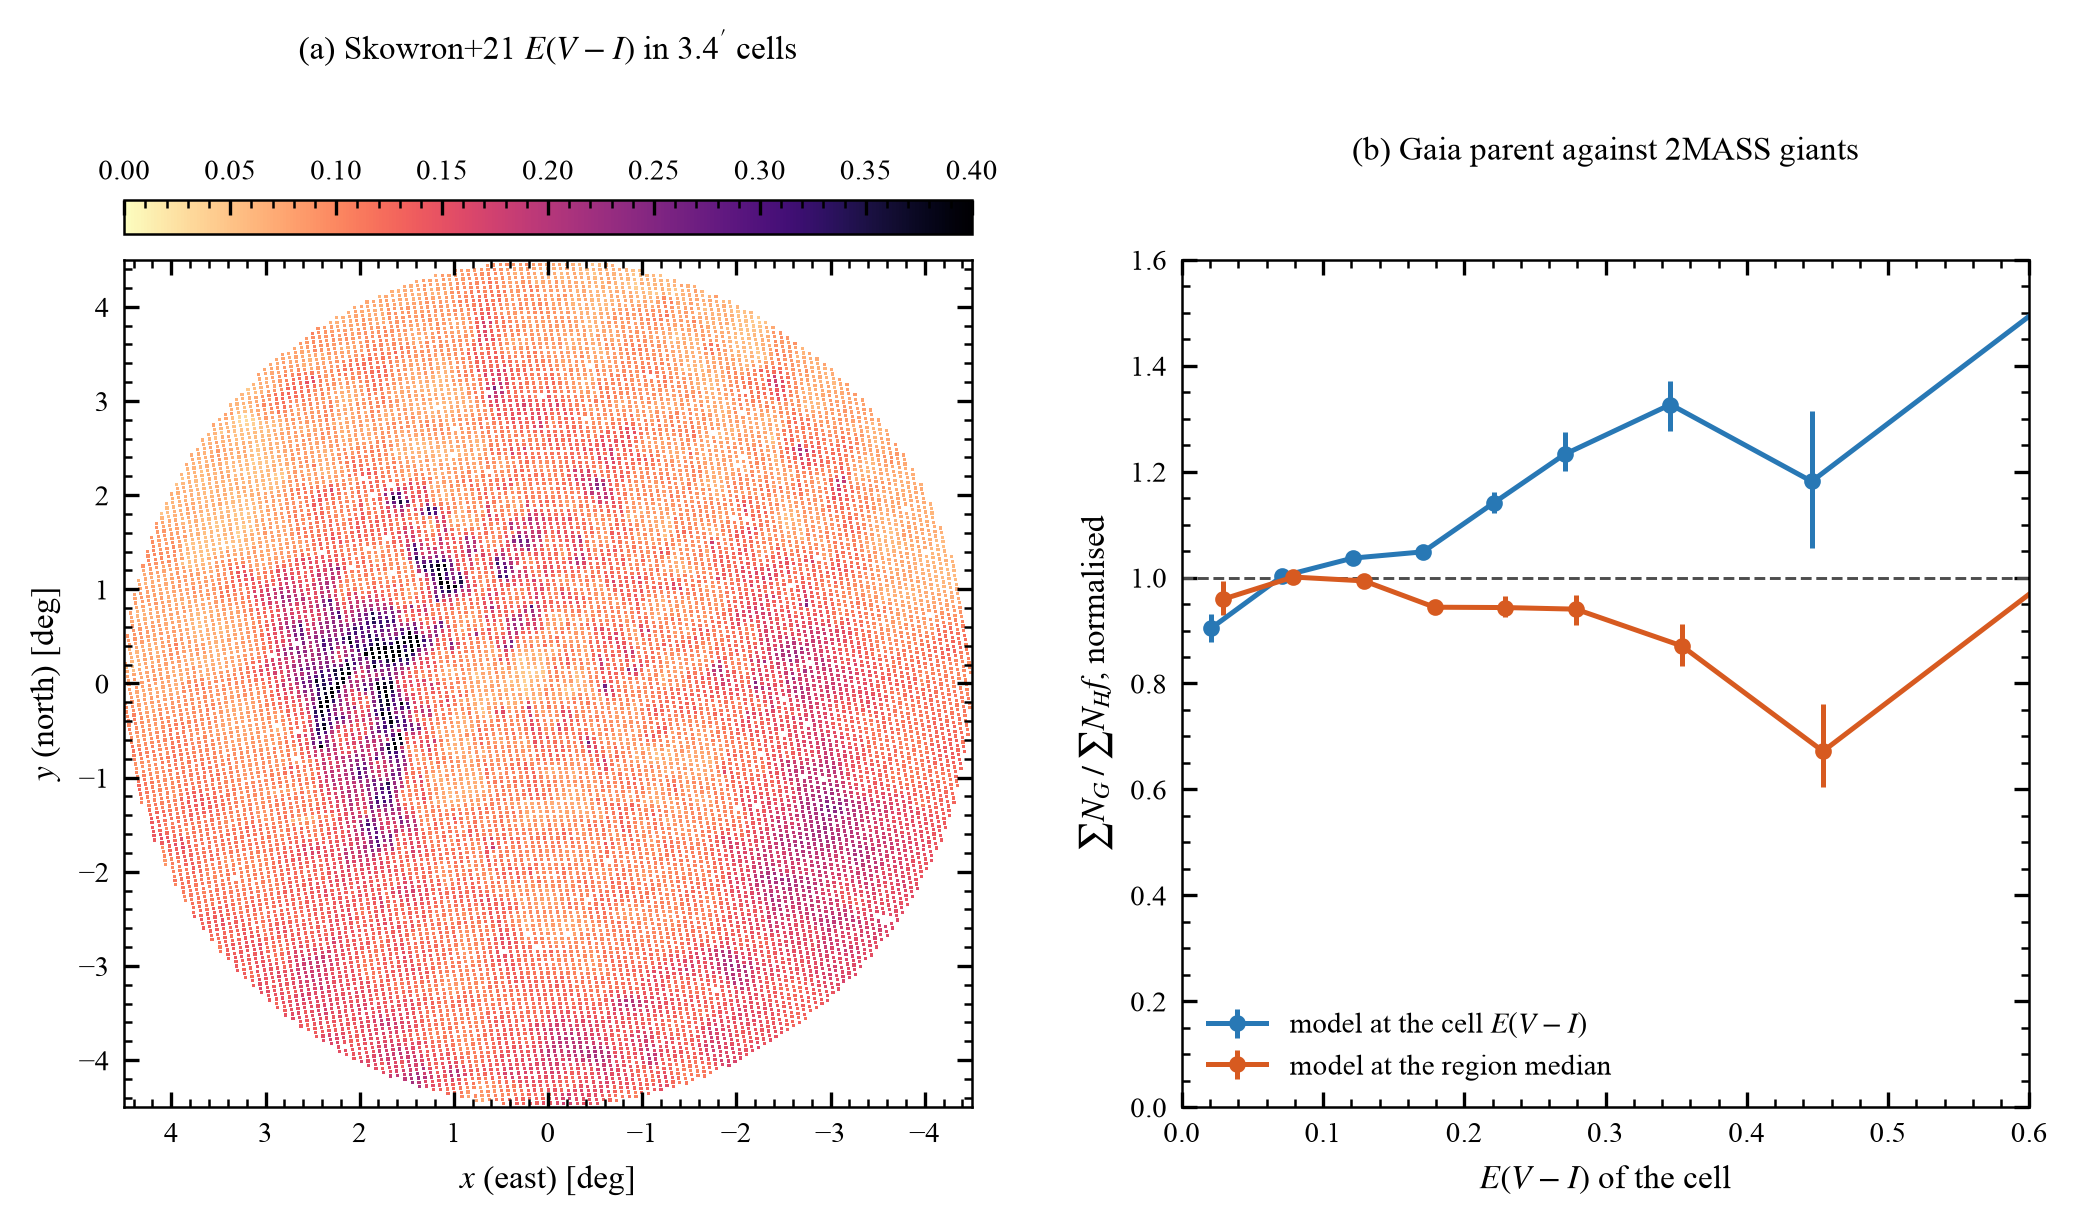 (a) Skowron+21 E(V − I) in 3.4′ cells
0.00 0.05 0.10 0.15 0.20 0.25 0.30 0.35 0.40
4
3
2
1
0
−1
−2
−3
−4
y (north) [deg]
4 3 2 1 0 −1 −2 −3 −4
x (east) [deg]
(b) Gaia parent against 2MASS giants
1.6
1.4
1.2
1.0
0.8
0.6
0.4
0.2
0.0
∑N_G / ∑N_H f, normalised
model at the cell E(V − I)
model at the region median
0.0 0.1 0.2 0.3 0.4 0.5 0.6
E(V − I) of the cell